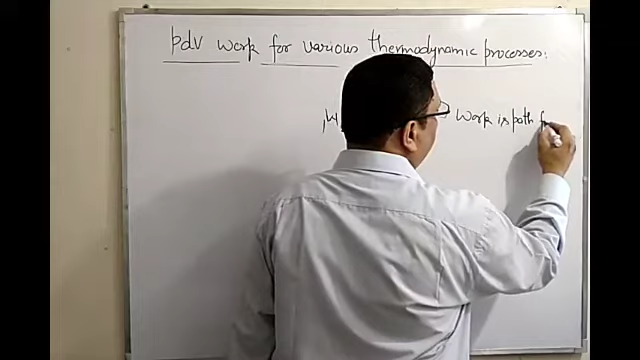 pdv work for various thermodynamic processes:
work is path f